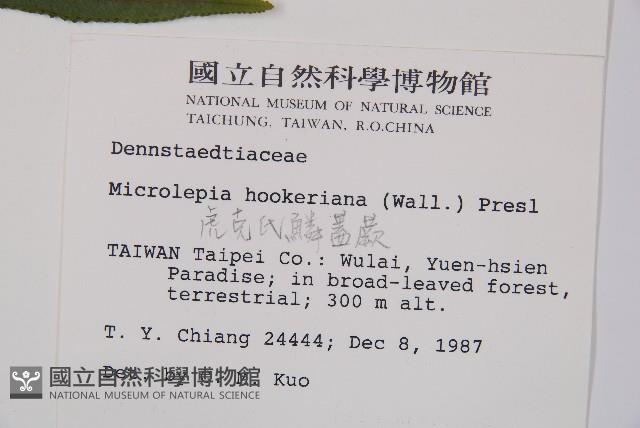 國立自然科學博物館
NATIONAL MUSEUM OF NATURAL SCIENCE
TAICHUNG, TAIWAN, R.O.CHINA
Dennstaedtiaceae
Microlepia hookeriana (Wall.) Presl
虎克氏鱗蓋蕨
TAIWAN Taipei Co.: Wulai, Yuen-hsien
Paradise; in broad-leaved forest,
terrestrial; 300 m alt.
T. Y. Chiang 24444; Dec 8, 1987
Kuo
國立自然科學博物館
NATIONAL MUSEUM OF NATURAL SCIENCE